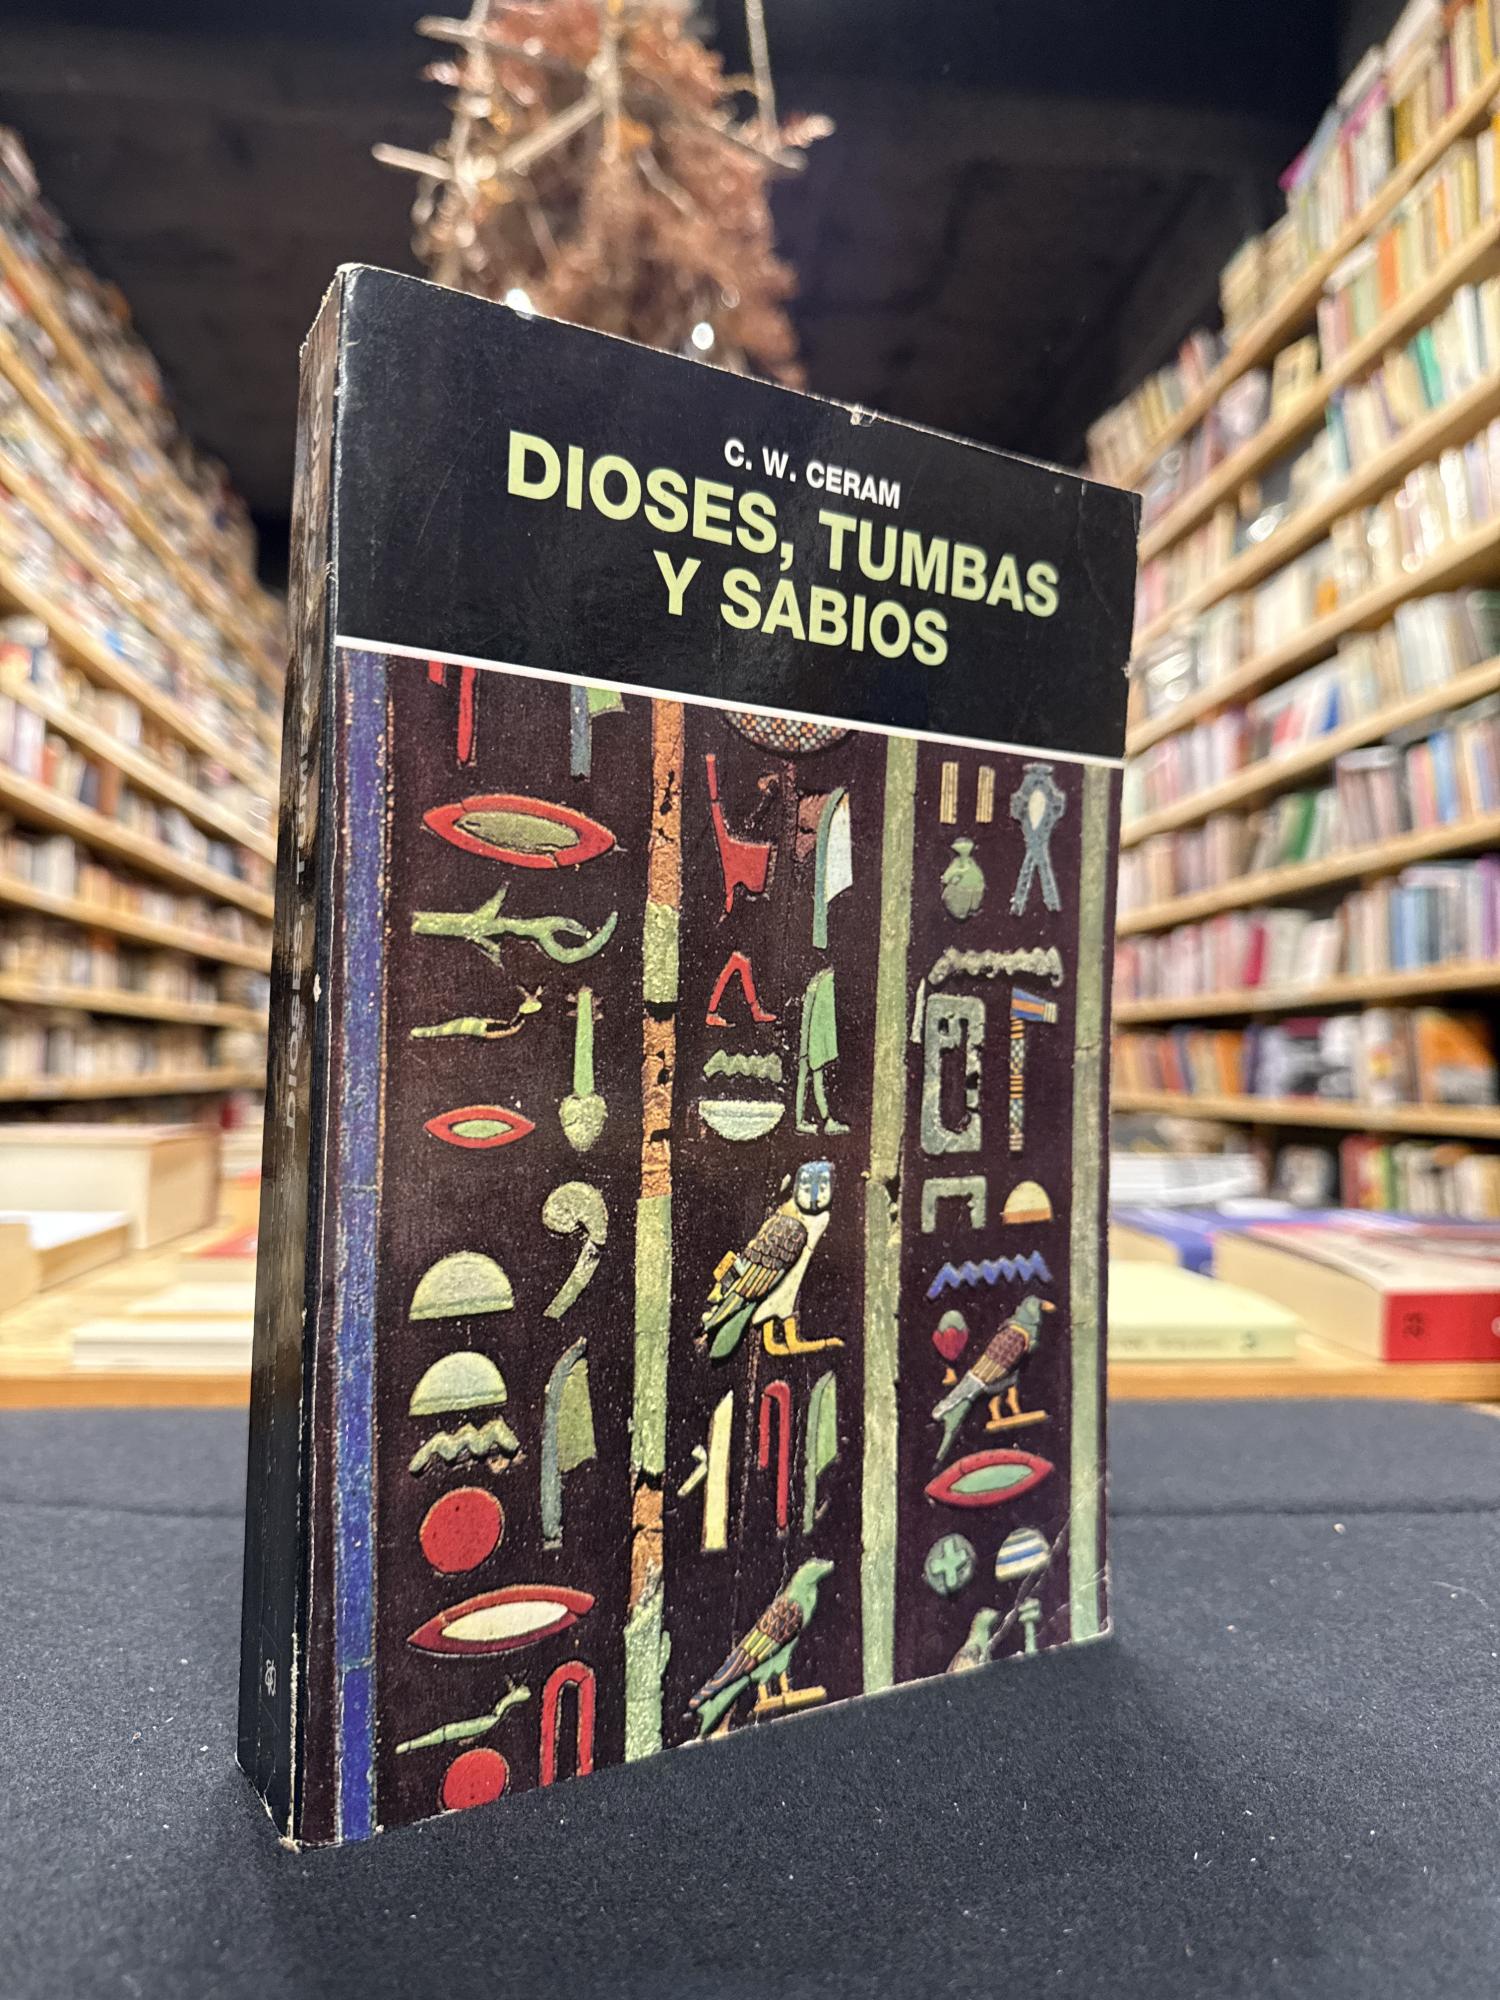 C. W. CERAM
DIOSES, TUMBAS
Y SABIOS